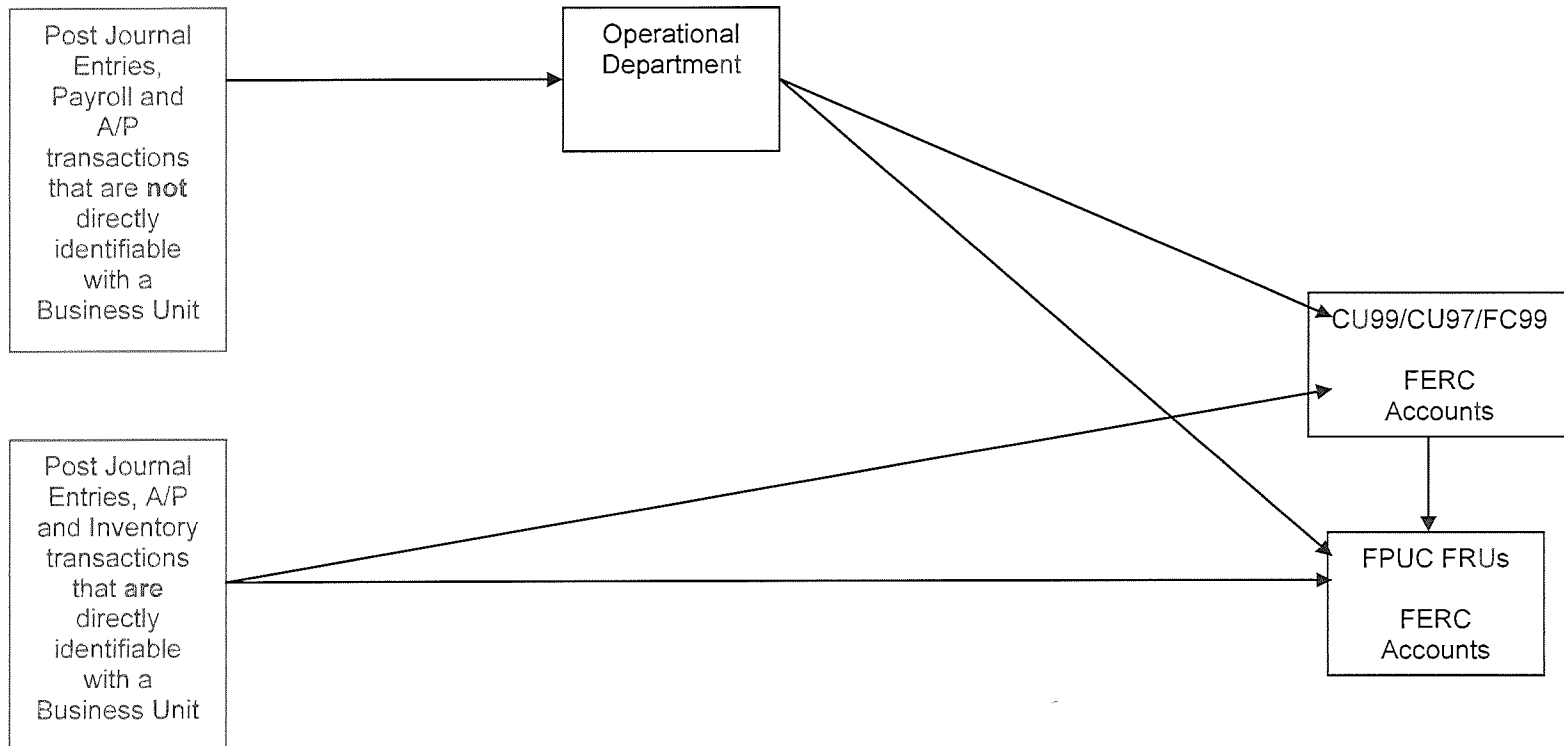 Post Journal
Entries,
Payroll and
A/P
transactions
that are not
directly
identifiable
with a
Business Unit
Operational
Department
CU99/CU97/FC99
FERC
Accounts
Post Journal
Entries, A/P
and Inventory
transactions
that are
directly
identifiable
with a
Business Unit
FPUC FRUs
FERC
Accounts